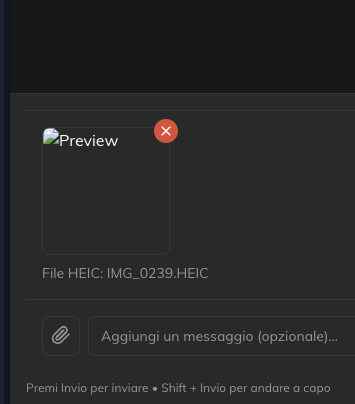 Preview
File HEIC: IMG_0239.HEIC
Aggiungi un messaggio (opzionale)...
Premi Invio per inviare • Shift + Invio per andare a capo